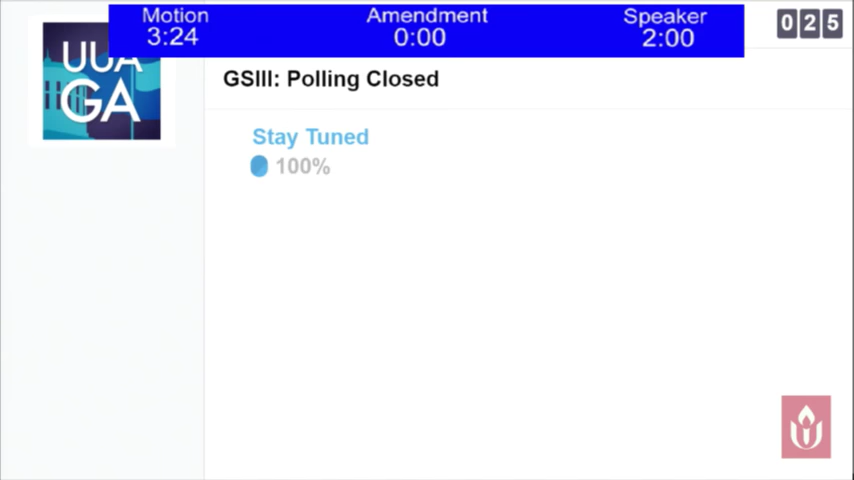 Motion Amendment Speaker
3:24 0:00 2:00
025
UUA
GA
GSIII: Polling Closed
Stay Tuned
100%